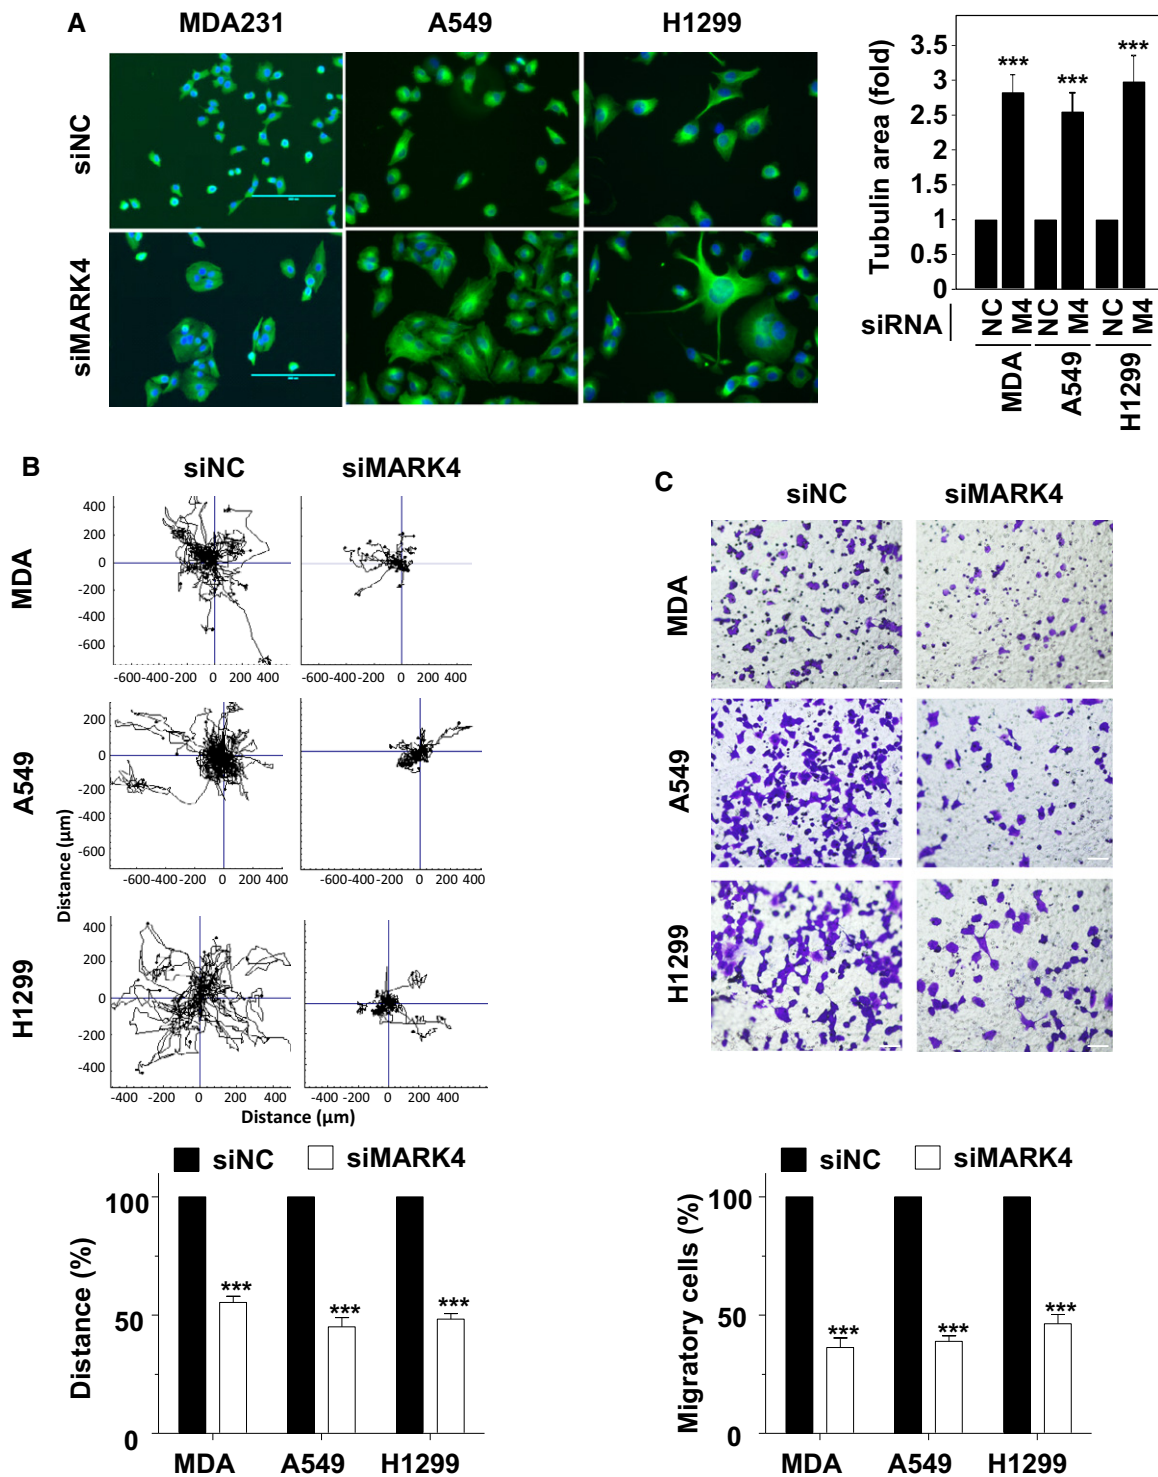 A
MDA231
A549
H1299
siNC
siMARK4
Tubulin area (fold)
3.5
***
3
***
***
2.5
2
1.5
1
0.5
0
siRNA
NC
M4
NC
M4
NC
M4
MDA
A549
H1299
B
siNC
siMARK4
MDA
400
200
0
-200
-400
-600
-600-400 -200 0 200 400
-600-400 -200 0 200 400
A549
200
0
-200
-400
-600
-600-400 -200 0 200 400
-600-400 -200 0 200 400
Distance (µm)
H1299
400
200
0
-200
-400
-400 -200 0 200 400
-400 -200 0 200 400
Distance (µm)
siNC
siMARK4
Distance (%)
100
50
0
***
***
***
MDA
A549
H1299
C
siNC
siMARK4
MDA
A549
H1299
siNC
siMARK4
Migratory cells (%)
100
50
0
***
***
***
MDA
A549
H1299